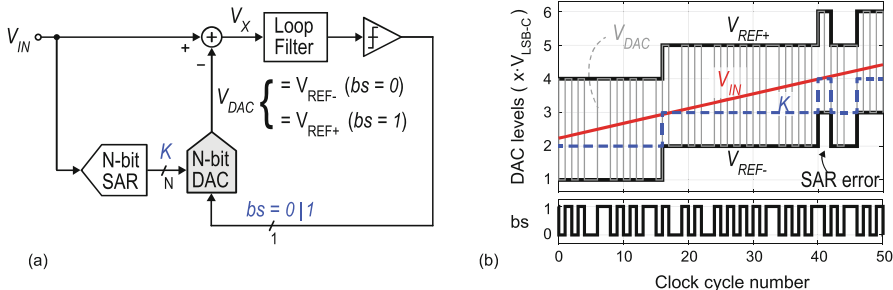 V_IN
+
−
V_X
Loop
Filter
V_DAC { = V_REF- (bs = 0)
= V_REF+ (bs = 1)
N-bit
SAR
K
N
N-bit
DAC
bs = 0|1
1
(a)
DAC levels ( x·V_LSB-C)
6
5
4
3
2
1
V_DAC
V_REF+
V_IN
K
V_REF-
SAR error
bs
1
0
0
10
20
30
40
50
Clock cycle number
(b)